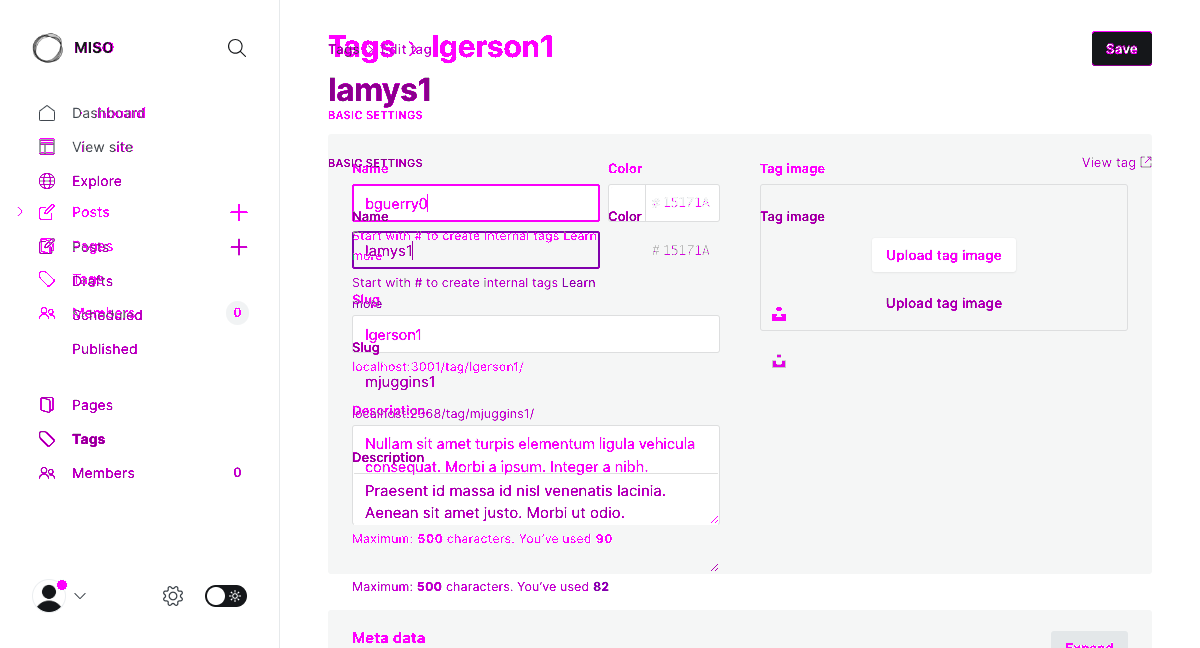 MISO
Dashboard
View site
Explore
Posts
Pages
Tags
Drafts
Members
Scheduled
0
Published
Pages
Tags
Members
0
Tags
Edit tag
Tags
lgerson1
Save
lamys1
BASIC SETTINGS
BASIC SETTINGS
View tag
Name
Color
Tag image
bguerry0
# 15171A
Name
Color
Tag image
Start with # to create internal tags Learn more
lamys1
# 15171A
Upload tag image
Start with # to create internal tags Learn
more
Upload tag image
Slug
lgerson1
Slug
localhost:3001/tag/lgerson1/
mjuggins1
Description
localhost:2368/tag/mjuggins1/
Nullam sit amet turpis elementum ligula vehicula
consequat. Morbi a ipsum. Integer a nibh.
Description
Praesent id massa id nisl venenatis lacinia.
Aenean sit amet justo. Morbi ut odio.
Maximum: 500 characters. You've used 90
Maximum: 500 characters. You've used 82
Meta data
Expand